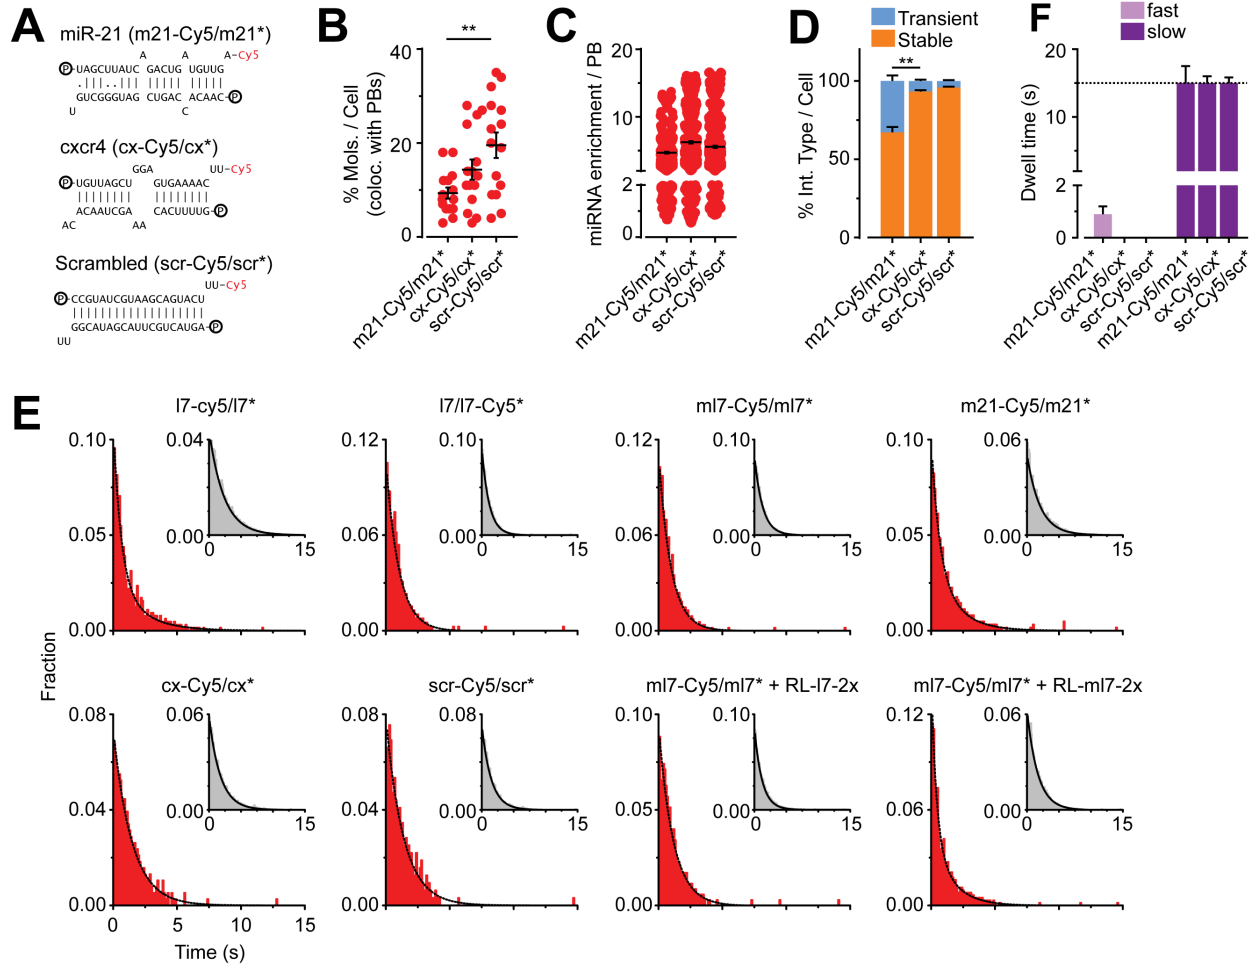 A
miR-21 (m21-Cy5/m21*)
A A A-Cy5
P-UAGCUUAUC GACUG UGUUG
GUCGGGUAG CUGAC ACAAC-P
U C
cxcr4 (cx-Cy5/cx*)
GGA UU-Cy5
P-UGUUAGCU GUGAAAAC
ACAAUCGA CACUUUUG-P
AC AA
Scrambled (scr-Cy5/scr*)
UU-Cy5
P-CCGUAUCGUAAGCAGUACU
GGCAUAGCAUUCGUCAUGA-P
UU
B
**
% Mols. / Cell
(coloc. with PBs)
40
20
0
m21-Cy5/m21*
cx-Cy5/cx*
scr-Cy5/scr*
C
miRNA enrichment / PB
20
10
2
0
m21-Cy5/m21*
cx-Cy5/cx*
scr-Cy5/scr*
D
Transient
Stable
**
% Int. Type / Cell
100
50
0
m21-Cy5/m21*
cx-Cy5/cx*
scr-Cy5/scr*
F
fast
slow
Dwell time (s)
20
10
2
0
m21-Cy5/m21*
cx-Cy5/cx*
scr-Cy5/scr*
m21-Cy5/m21*
cx-Cy5/cx*
scr-Cy5/scr*
E
Fraction
l7-cy5/l7*
0.10
0.05
0.00
0.04
0.00
0 15
l7/l7-Cy5*
0.12
0.06
0.00
0.10
0.00
0 15
ml7-Cy5/ml7*
0.12
0.06
0.00
0.10
0.00
0 15
m21-Cy5/m21*
0.10
0.05
0.00
0.06
0.00
0 15
cx-Cy5/cx*
0.08
0.04
0.00
0.06
0.00
0 15
0 5 10 15
Time (s)
scr-Cy5/scr*
0.08
0.04
0.00
0.08
0.00
0 15
ml7-Cy5/ml7* + RL-l7-2x
0.10
0.05
0.00
0.10
0.00
0 15
ml7-Cy5/ml7* + RL-ml7-2x
0.12
0.06
0.00
0.06
0.00
0 15